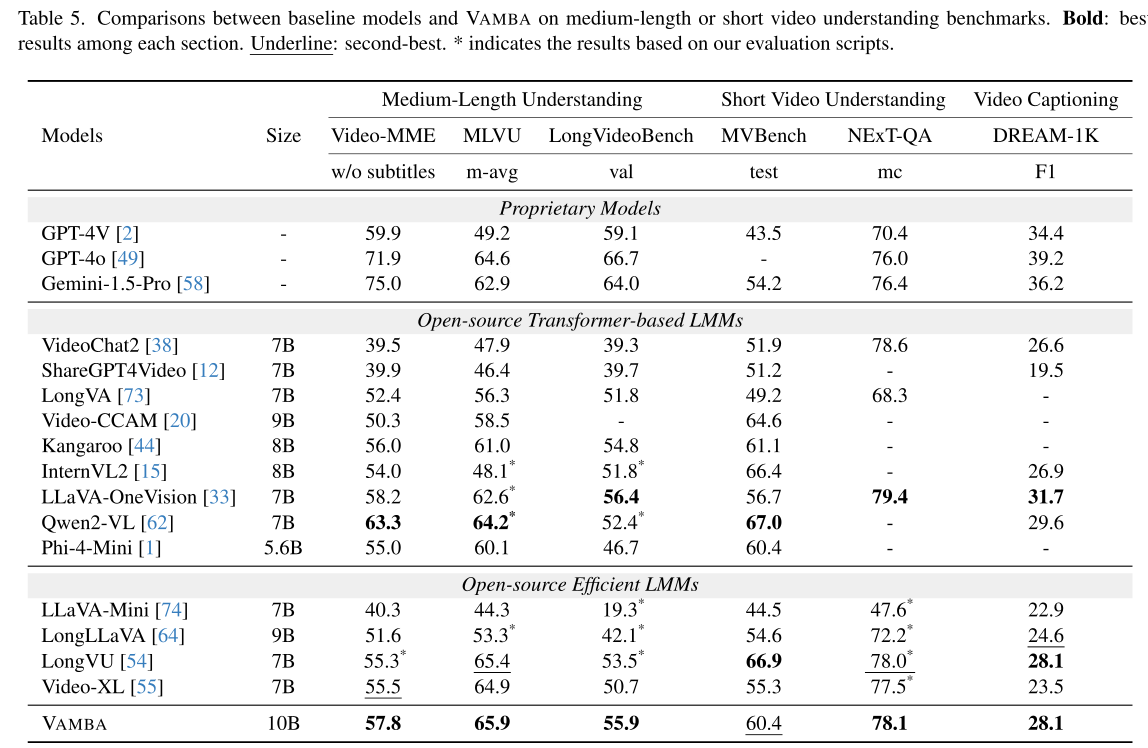 Table 5. Comparisons between baseline models and VAMBA on medium-length or short video understanding benchmarks. Bold: bes
results among each section. Underline: second-best. * indicates the results based on our evaluation scripts.
Medium-Length Understanding Short Video Understanding Video Captioning
Models Size Video-MME MLVU LongVideoBench MVBench NExT-QA DREAM-1K
w/o subtitles m-avg val test mc F1
Proprietary Models
GPT-4V [2] - 59.9 49.2 59.1 43.5 70.4 34.4
GPT-4o [49] - 71.9 64.6 66.7 - 76.0 39.2
Gemini-1.5-Pro [58] - 75.0 62.9 64.0 54.2 76.4 36.2
Open-source Transformer-based LMMs
VideoChat2 [38] 7B 39.5 47.9 39.3 51.9 78.6 26.6
ShareGPT4Video [12] 7B 39.9 46.4 39.7 51.2 - 19.5
LongVA [73] 7B 52.4 56.3 51.8 49.2 68.3 -
Video-CCAM [20] 9B 50.3 58.5 - 64.6 - -
Kangaroo [44] 8B 56.0 61.0 54.8 61.1 - -
InternVL2 [15] 8B 54.0 48.1* 51.8* 66.4 - 26.9
LLaVA-OneVision [33] 7B 58.2 62.6* 56.4 56.7 79.4 31.7
Qwen2-VL [62] 7B 63.3 64.2* 52.4* 67.0 - 29.6
Phi-4-Mini [1] 5.6B 55.0 60.1 46.7 60.4 - -
Open-source Efficient LMMs
LLaVA-Mini [74] 7B 40.3 44.3 19.3* 44.5 47.6* 22.9
LongLLaVA [64] 9B 51.6 53.3* 42.1* 54.6 72.2* 24.6
LongVU [54] 7B 55.3* 65.4 53.5* 66.9 78.0* 28.1
Video-XL [55] 7B 55.5 64.9 50.7 55.3 77.5* 23.5
VAMBA 10B 57.8 65.9 55.9 60.4 78.1 28.1